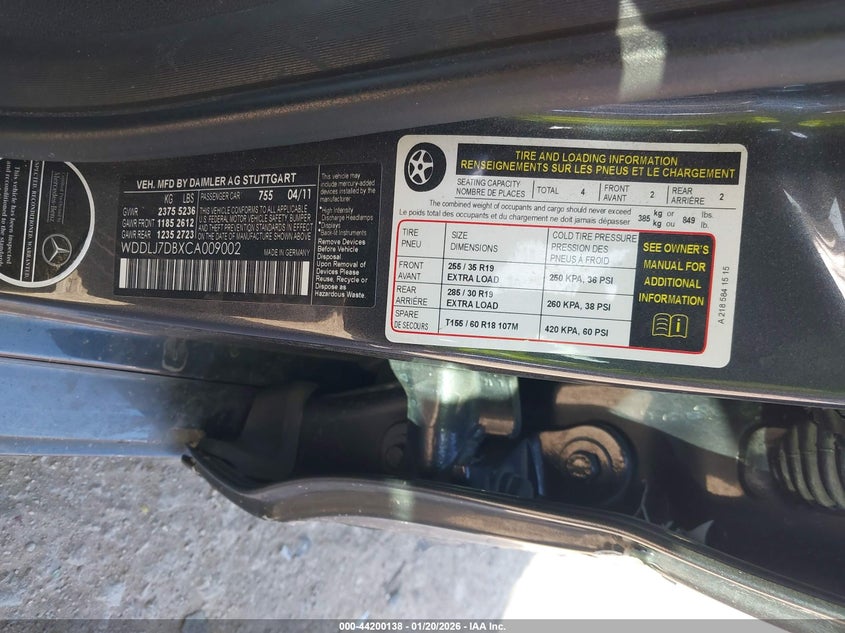 VEH. MFD BY DAIMLER AG STUTTGART
KG LBS PASSENGER CAR 755 04/11
GVWR 2375 5236
GAWR FRONT 1185 2612
GAWR REAR 1235 2733
THIS VEHICLE CONFORMS TO ALL APPLICABLE
U.S. FEDERAL MOTOR VEHICLE SAFETY, BUMPER
AND THEFT PREVENTION STANDARDS IN EFFECT
ON THE DATE OF MANUFACTURE SHOWN ABOVE.
WDDLJ7DBXCA009002
MADE IN GERMANY
This vehicle may
include mercury-added
devices installed by the
manufacturer:
High Intensity
Discharge Headlamps
Displays
Remove Devices
Before Vehicle
Disposal
Upon Removal of
Devices Please
Reuse, Recycle or
Dispose as
Hazardous Waste.
Mercedes-Benz
TIRE AND LOADING INFORMATION
RENSEIGNEMENTS SUR LES PNEUS ET LE CHARGEMENT
SEATING CAPACITY
NOMBRE DE PLACES
TOTAL 4
FRONT
AVANT 2
REAR
ARRIÈRE 2
The combined weight of occupants and cargo should never exceed
Le poids total des occupants et du chargement ne doit jamais dépasser
385 kg or
kg ou
849 lbs.
lb.
TIRE
PNEU
SIZE
DIMENSIONS
COLD TIRE PRESSURE
PRESSION DES
PNEUS À FROID
FRONT
AVANT
255 / 35 R19
EXTRA LOAD
250 KPA, 36 PSI
REAR
ARRIÈRE
285 / 30 R19
EXTRA LOAD
260 KPA, 38 PSI
SPARE
DE SECOURS
T155 / 60 R18 107M
420 KPA, 60 PSI
SEE OWNER'S
MANUAL FOR
ADDITIONAL
INFORMATION
A 218 584 15 15
000-44200138 - 01/20/2026 - IAA Inc.